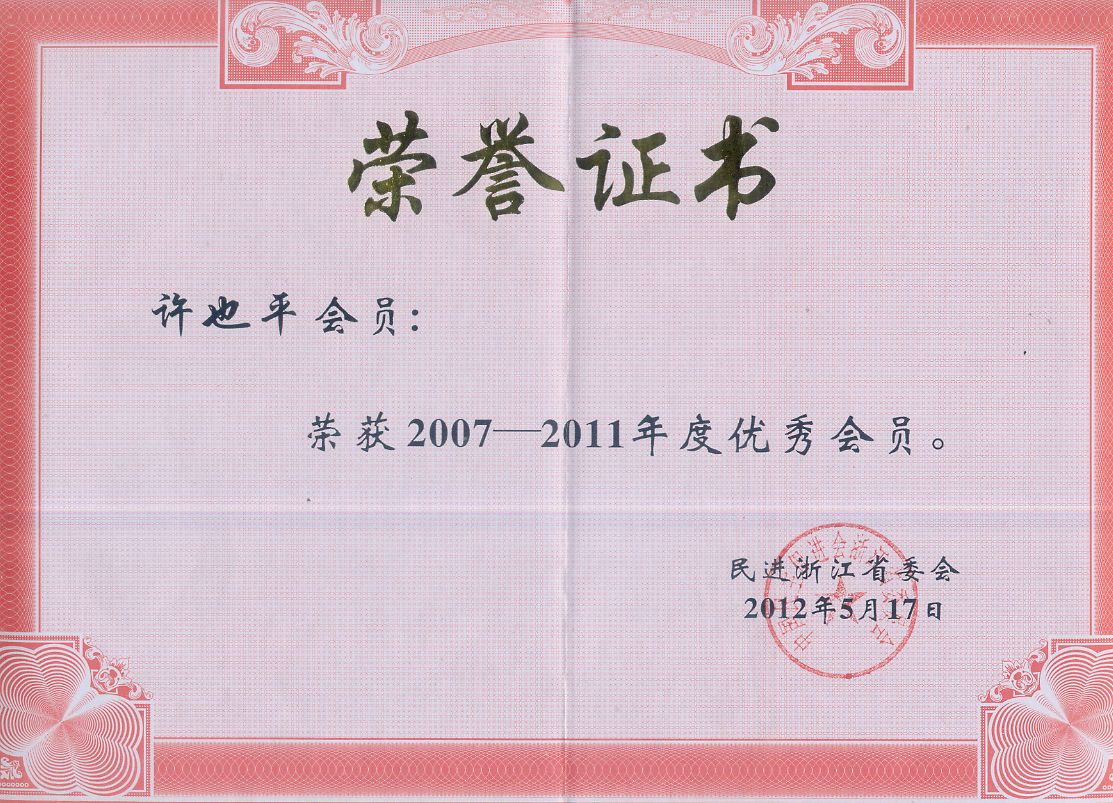 荣誉证书
许也平会员：
荣获2007—2011年度优秀会员。
民进浙江省委会
2012年5月17日